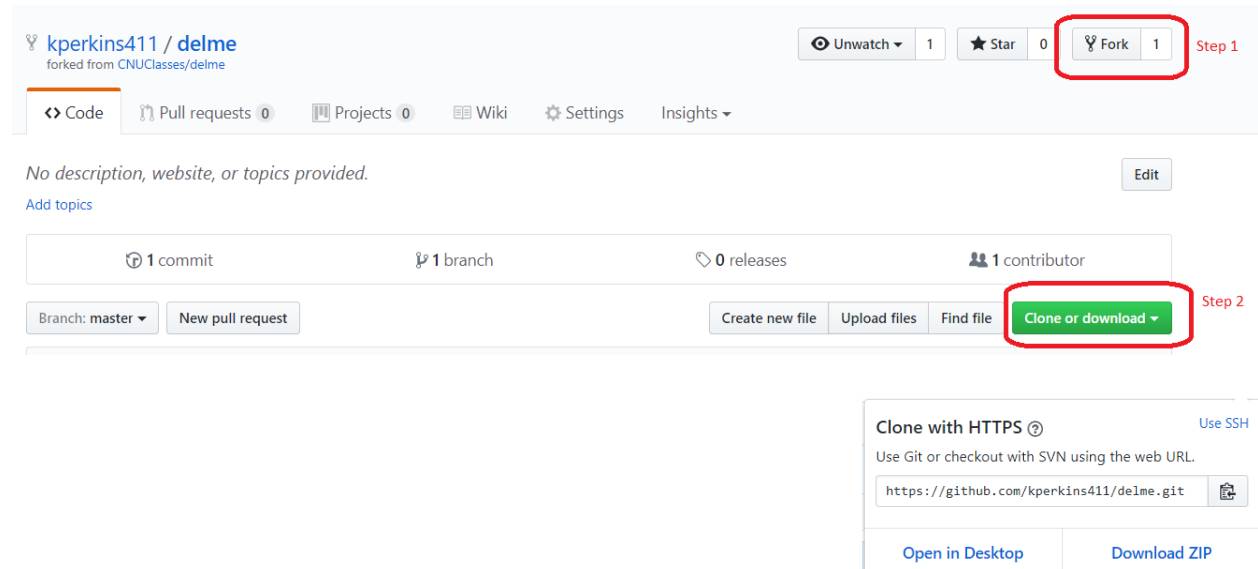 kperkins411 / delme
forked from CNUClasses/delme
Unwatch 1 Star 0 Fork 1 Step 1
Code Pull requests 0 Projects 0 Wiki Settings Insights
No description, website, or topics provided. Edit
Add topics
1 commit 1 branch 0 releases 1 contributor
Branch: master New pull request Create new file Upload files Find file Clone or download Step 2
Clone with HTTPS ? Use SSH
Use Git or checkout with SVN using the web URL.
https://github.com/kperkins411/delme.git
Open in Desktop Download ZIP